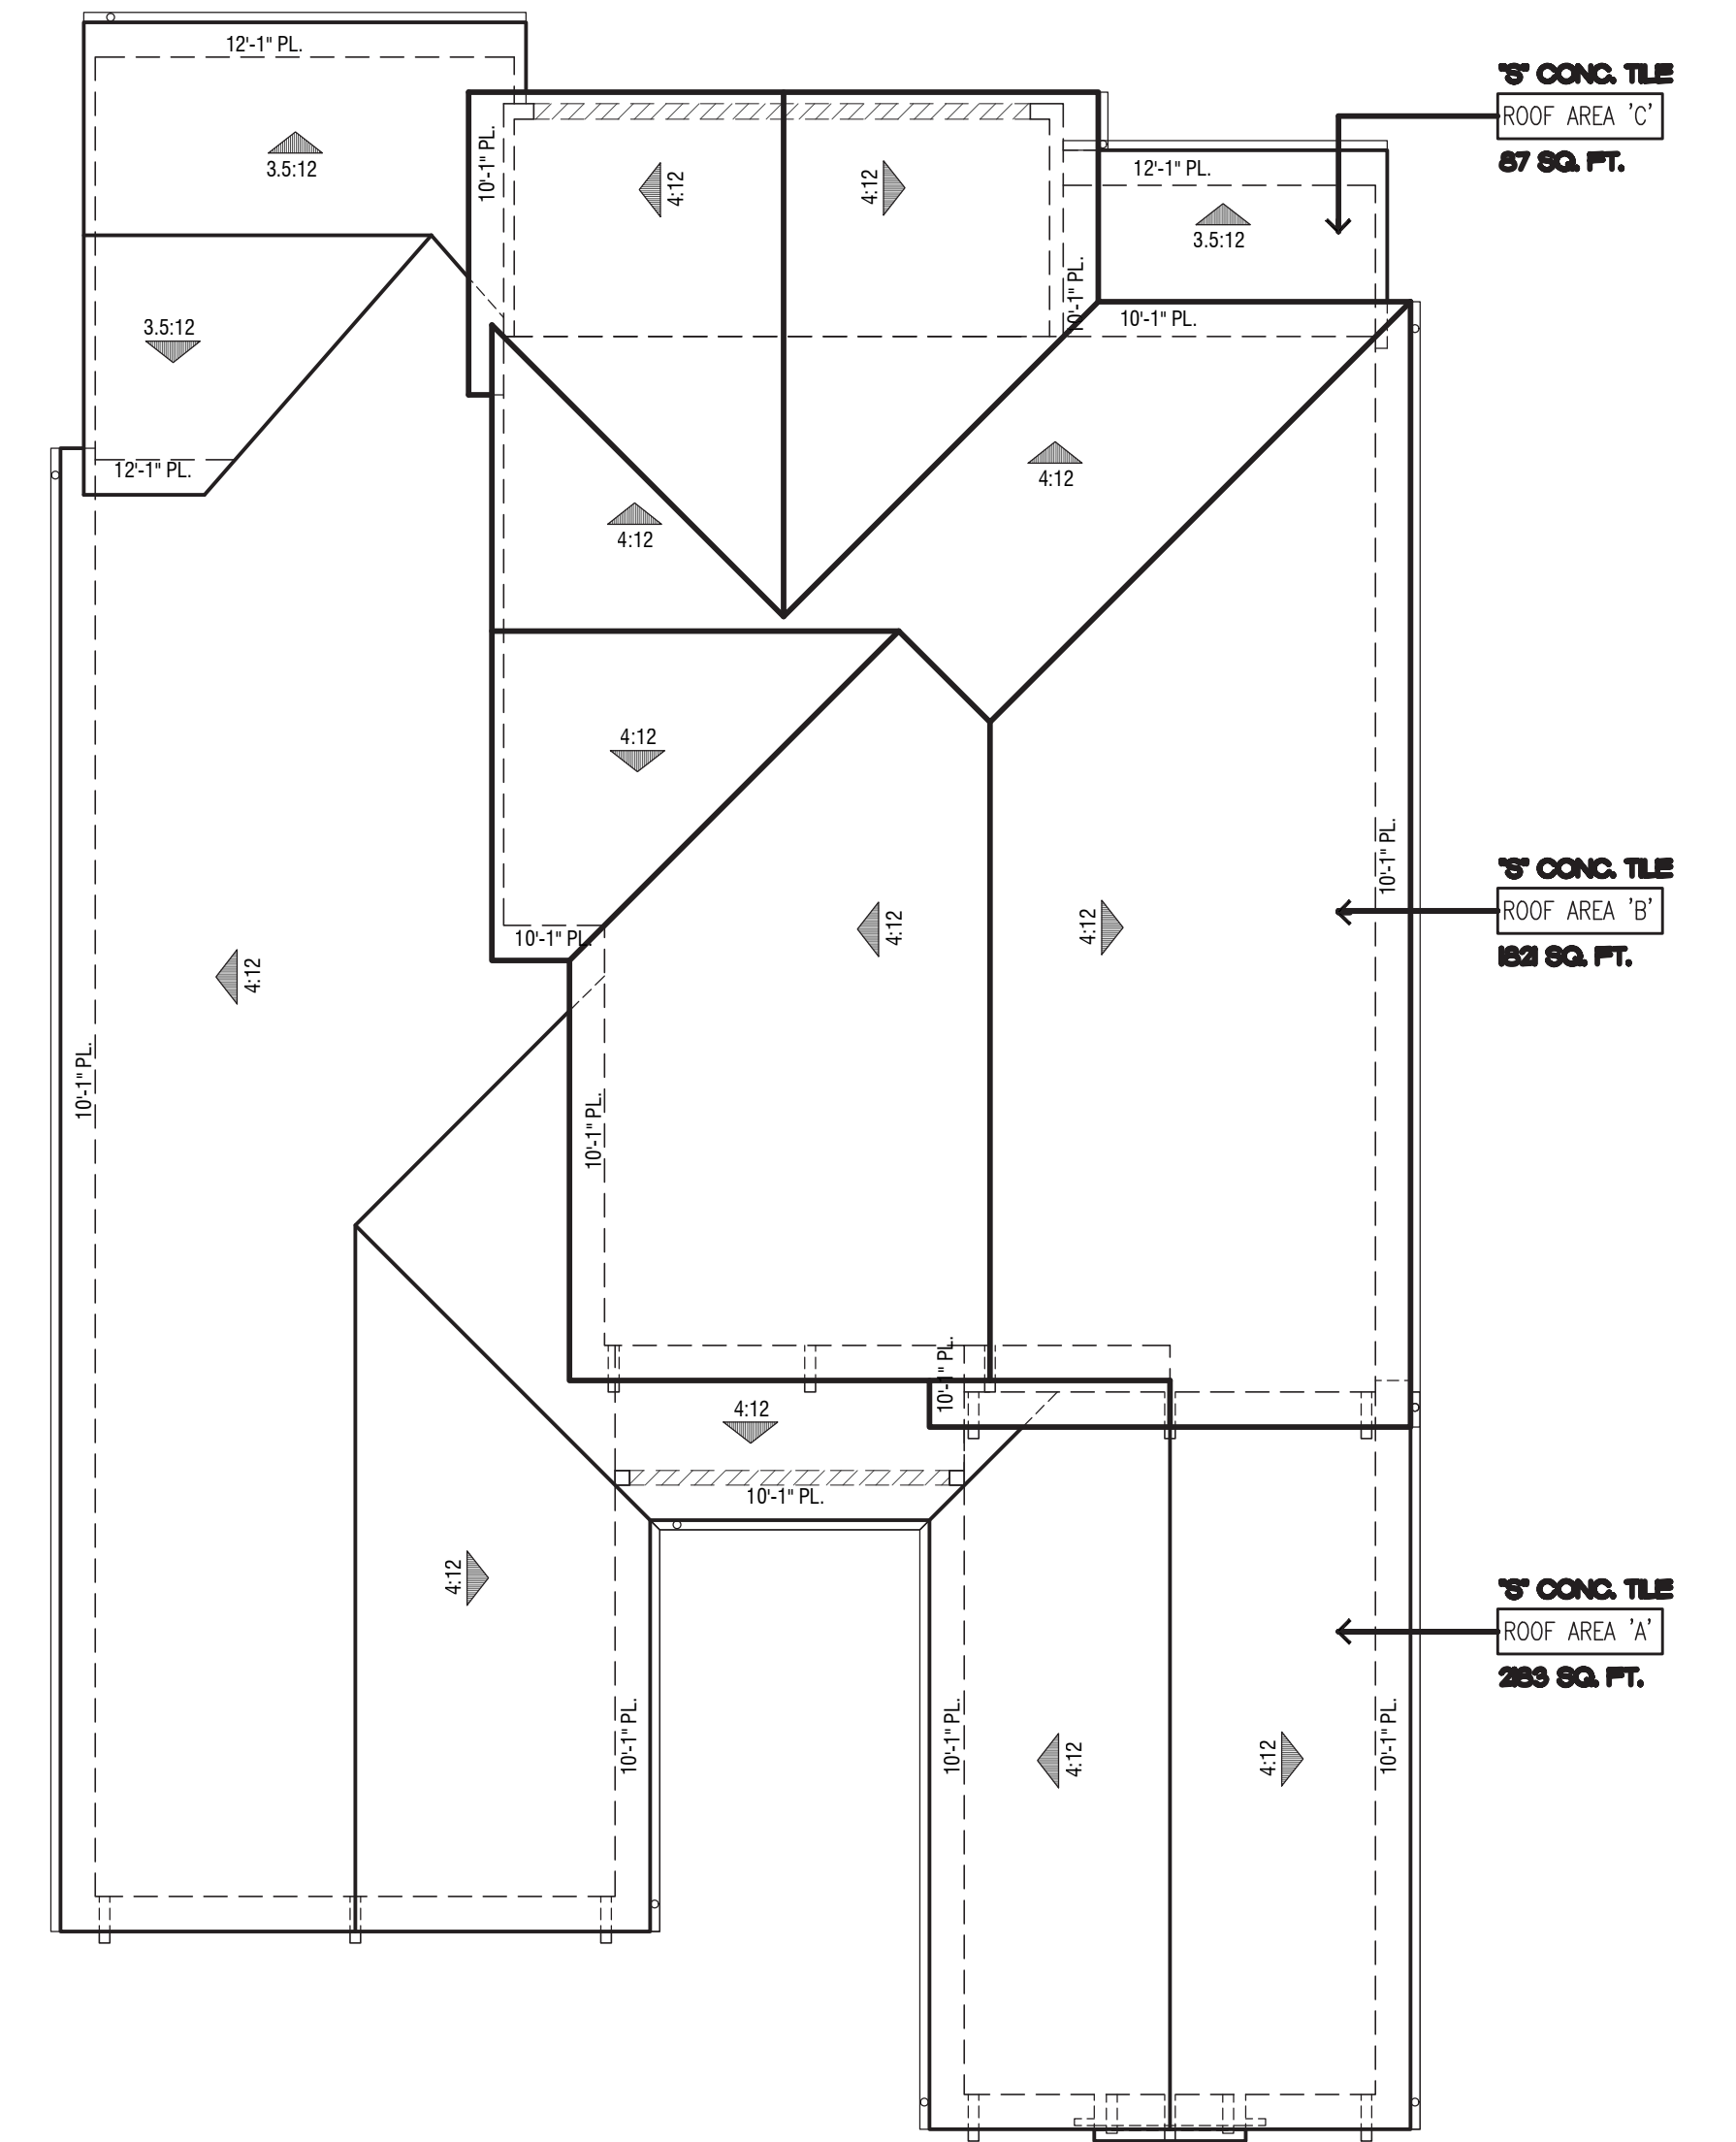 12'-1" PL.
"S" CONC. TILE
ROOF AREA 'C'
87 SQ. FT.
10'-1" PL.
3.5:12
4:12
4:12
12'-1" PL.
3.5:12
10'-1" PL.
10'-1" PL.
3.5:12
12'-1" PL.
4:12
4:12
4:12
10'-1" PL.
"S" CONC. TILE
ROOF AREA 'B'
1821 SQ. FT.
4:12
4:12
10'-1" PL.
4:12
10'-1" PL.
10'-1" PL.
10'-1" PL.
4:12
10'-1" PL.
4:12
"S" CONC. TILE
ROOF AREA 'A'
2183 SQ. FT.
10'-1" PL.
10'-1" PL.
10'-1" PL.
4:12
4:12